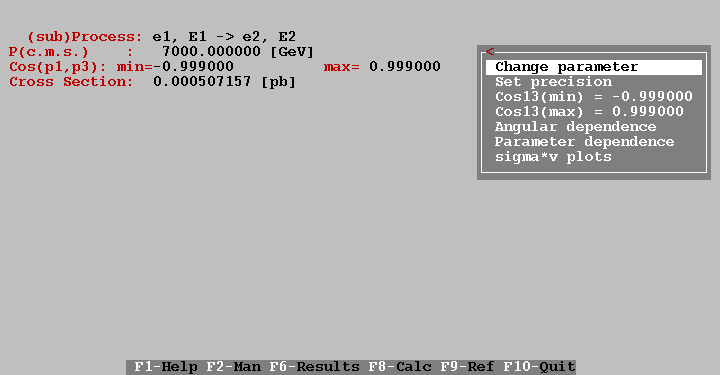 (sub)Process: e1, E1 -> e2, E2
P(c.m.s.) : 7000.000000 [GeV]
Cos(p1,p3): min=-0.999000 max= 0.999000
Cross Section: 0.000507157 [pb]
<
Change parameter
Set precision
Cos13(min) = -0.999000
Cos13(max) = 0.999000
Angular dependence
Parameter dependence
sigma*v plots
F1-Help F2-Man F6-Results F8-Calc F9-Ref F10-Quit